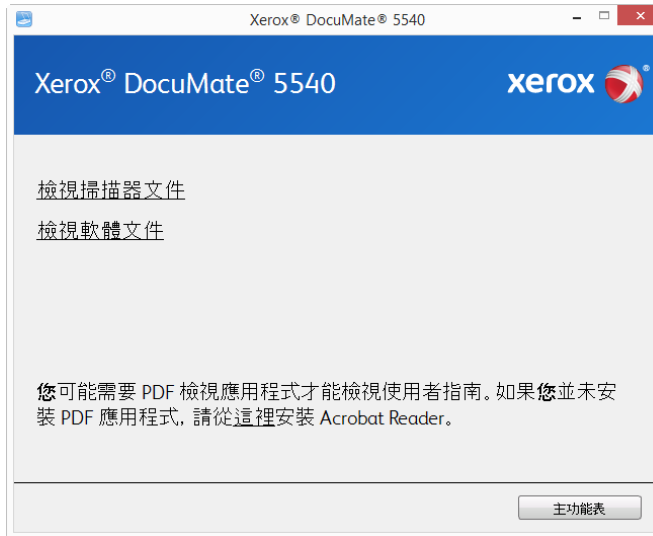 Xerox® DocuMate® 5540
Xerox® DocuMate® 5540
xerox ®
檢視掃描器文件
檢視軟體文件
您可能需要 PDF 檢視應用程式才能檢視使用者指南。如果您並未安
裝 PDF 應用程式, 請從這裡安裝 Acrobat Reader。
主功能表